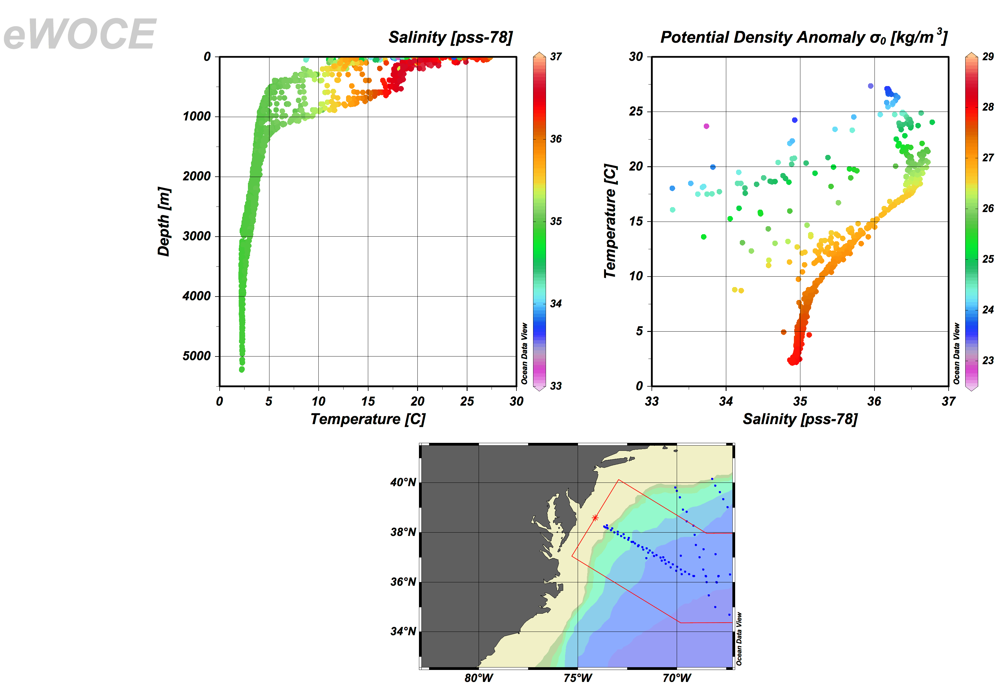 eWOCE
Salinity [pss-78]
0
1000
2000
3000
4000
5000
Depth [m]
0 5 10 15 20 25 30
Temperature [C]
Ocean Data View
37
36
35
34
33
Potential Density Anomaly σ0 [kg/m3]
30
25
20
15
10
5
0
Temperature [C]
33 34 35 36 37
Salinity [pss-78]
Ocean Data View
29
28
27
26
25
24
23
40°N
38°N
36°N
34°N
80°W 75°W 70°W
Ocean Data View